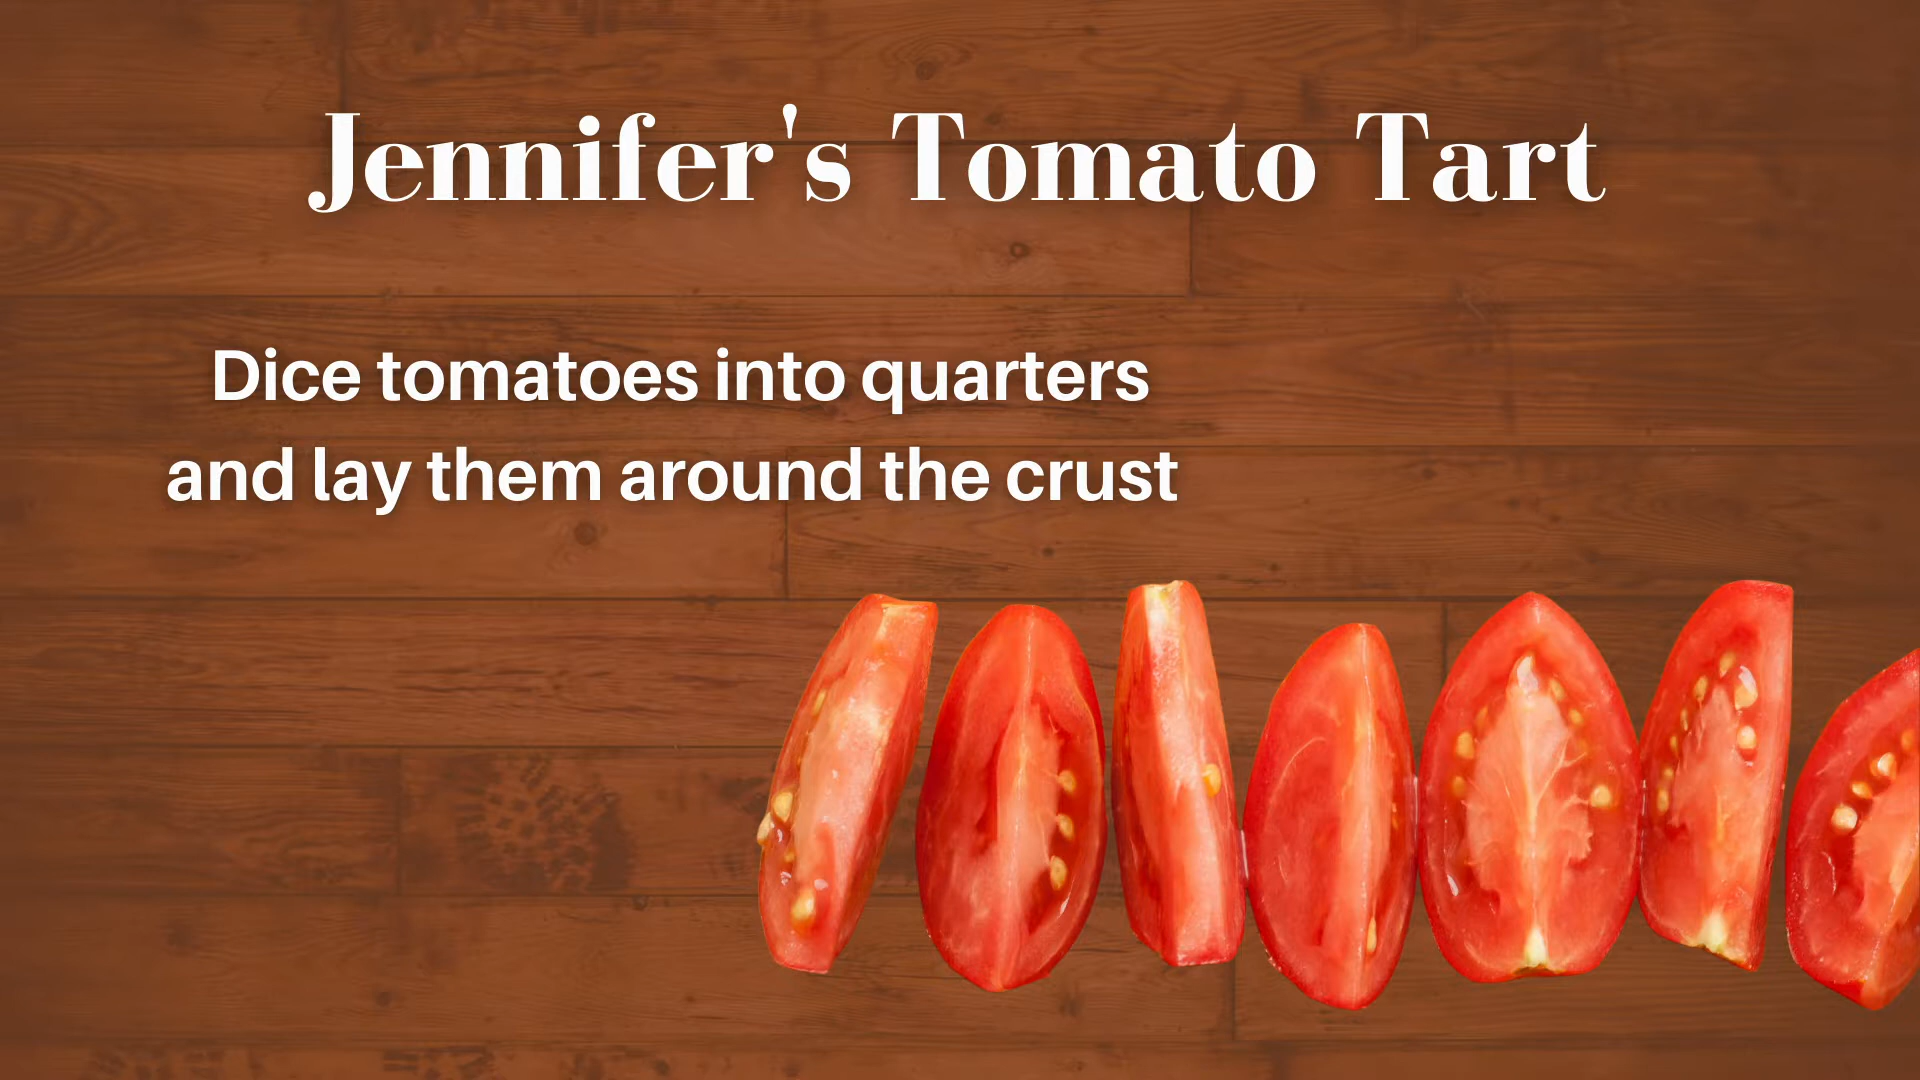 Jennifer's Tomato Tart
Dice tomatoes into quarters
and lay them around the crust